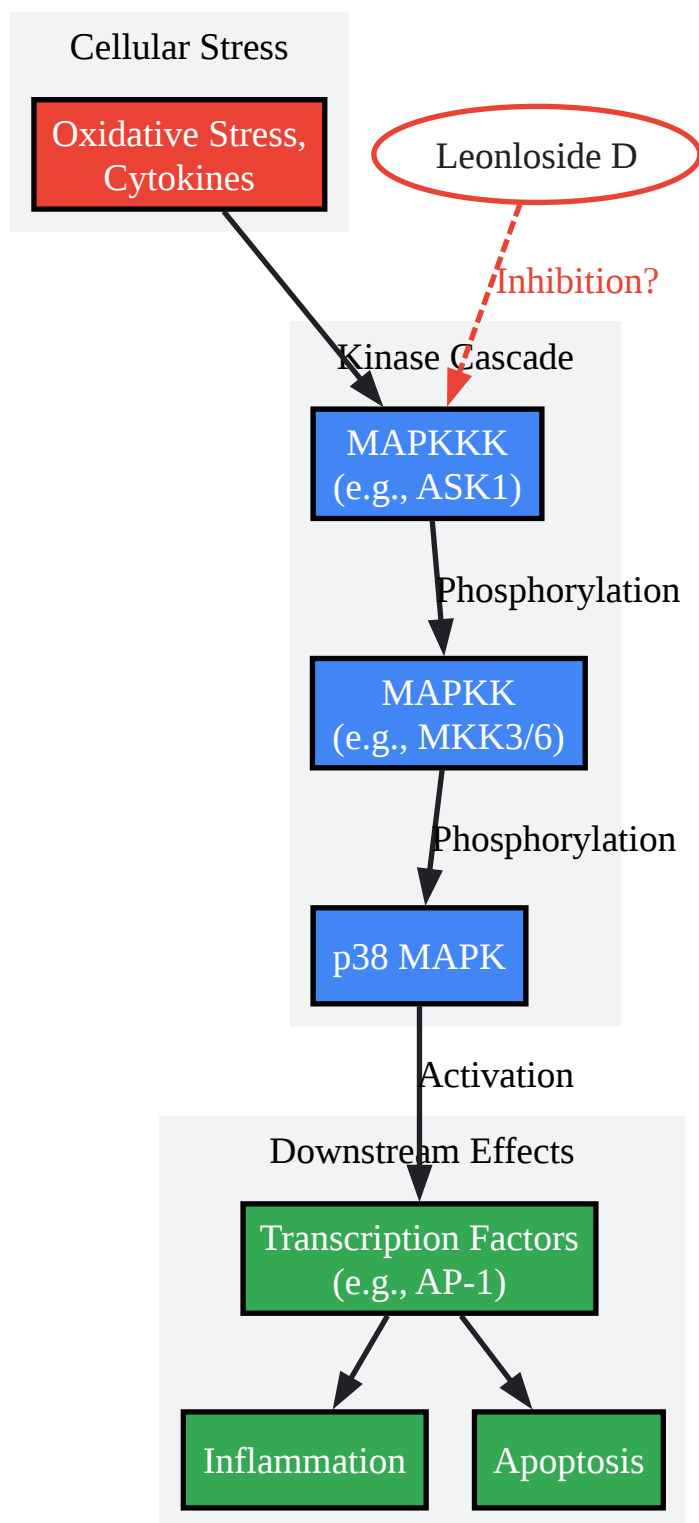 Cellular Stress
Oxidative Stress,
Cytokines
Leonloside D
Inhibition?
Kinase Cascade
MAPKKK
(e.g., ASK1)
Phosphorylation
MAPKK
(e.g., MKK3/6)
Phosphorylation
p38 MAPK
Activation
Downstream Effects
Transcription Factors
(e.g., AP-1)
Inflammation
Apoptosis